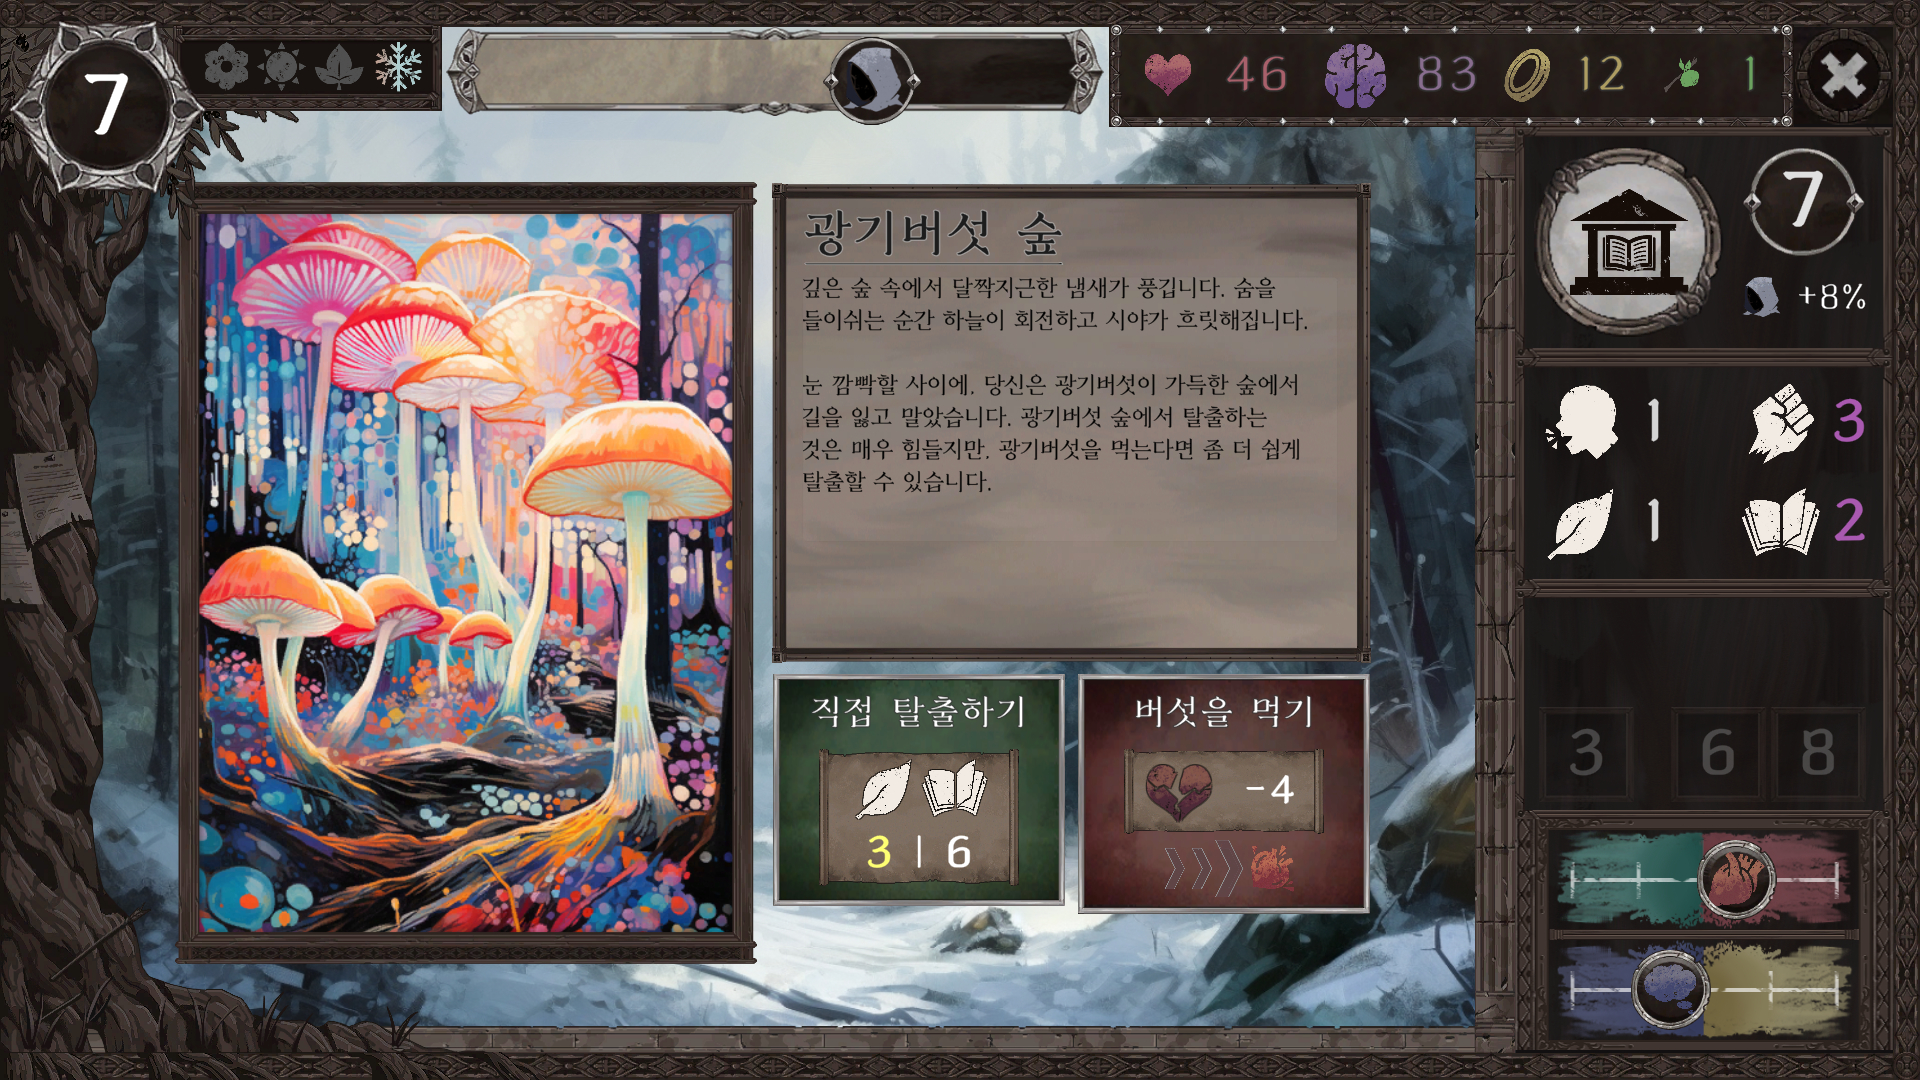 7
46 83 12 1
7
+8%
광기버섯 숲
깊은 숲 속에서 달짝지근한 냄새가 풍깁니다. 숨을
들이쉬는 순간 하늘이 회전하고 시야가 흐릿해집니다.
눈 깜빡할 사이에, 당신은 광기버섯이 가득한 숲에서
길을 잃고 말았습니다. 광기버섯 숲에서 탈출하는
것은 매우 힘들지만, 광기버섯을 먹는다면 좀 더 쉽게
탈출할 수 있습니다.
1 3
1 2
직접 탈출하기
3 | 6
버섯을 먹기
-4
3 6 8